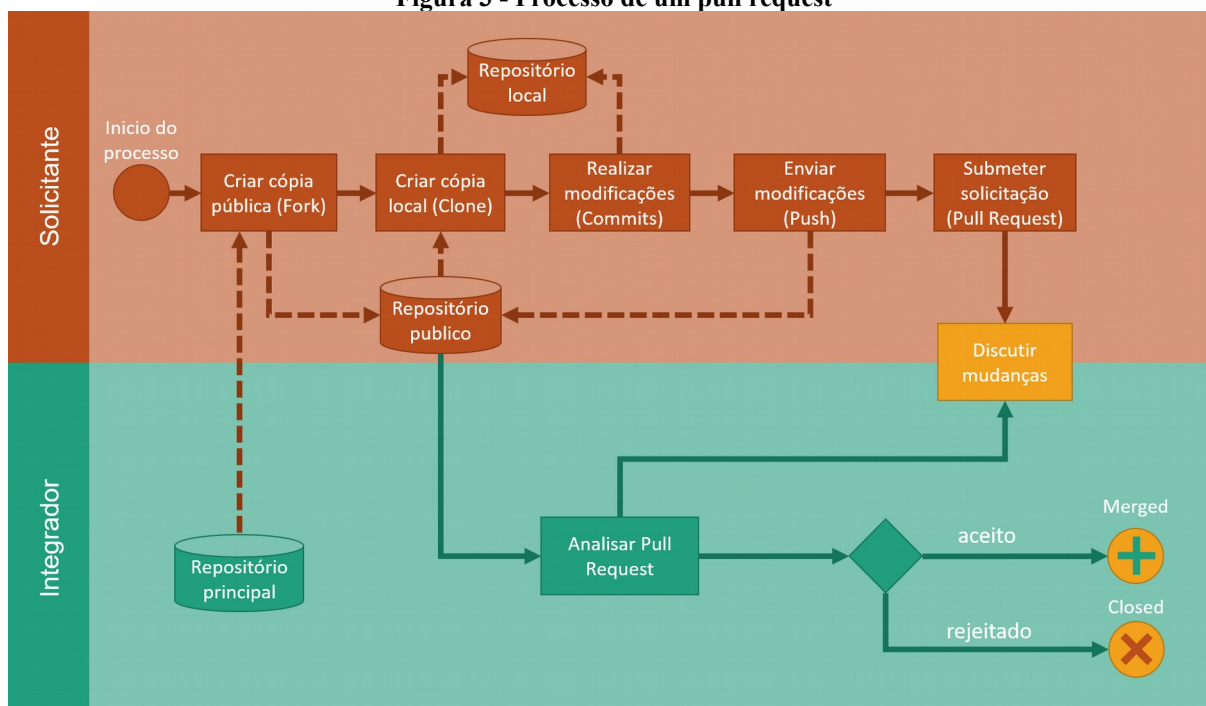 Figura 3 - Processo de um pull request
Solicitante
Inicio do
processo
Repositório
local
Criar cópia
pública (Fork)
Criar cópia
local (Clone)
Realizar
modificações
(Commits)
Enviar
modificações
(Push)
Submeter
solicitação
(Pull Request)
Repositório
publico
Discutir
mudanças
Integrador
Repositório
principal
Analisar Pull
Request
aceito
Merged
rejeitado
Closed